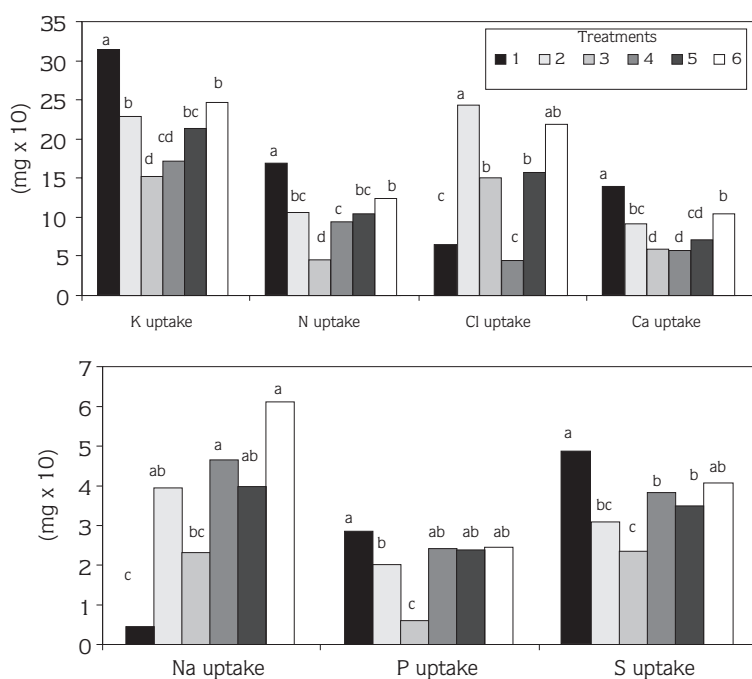 35
30
25
20
15
10
5
0
(mg x 10)
Treatments
1 2 3 4 5 6
a b d cd bc b
a bc d c bc b
c a b c b ab
a bc d d cd b
K uptake N uptake Cl uptake Ca uptake
7
6
5
4
3
2
1
0
(mg x 10)
c ab bc a ab a
a b c ab ab ab
a bc c b b ab
Na uptake P uptake S uptake